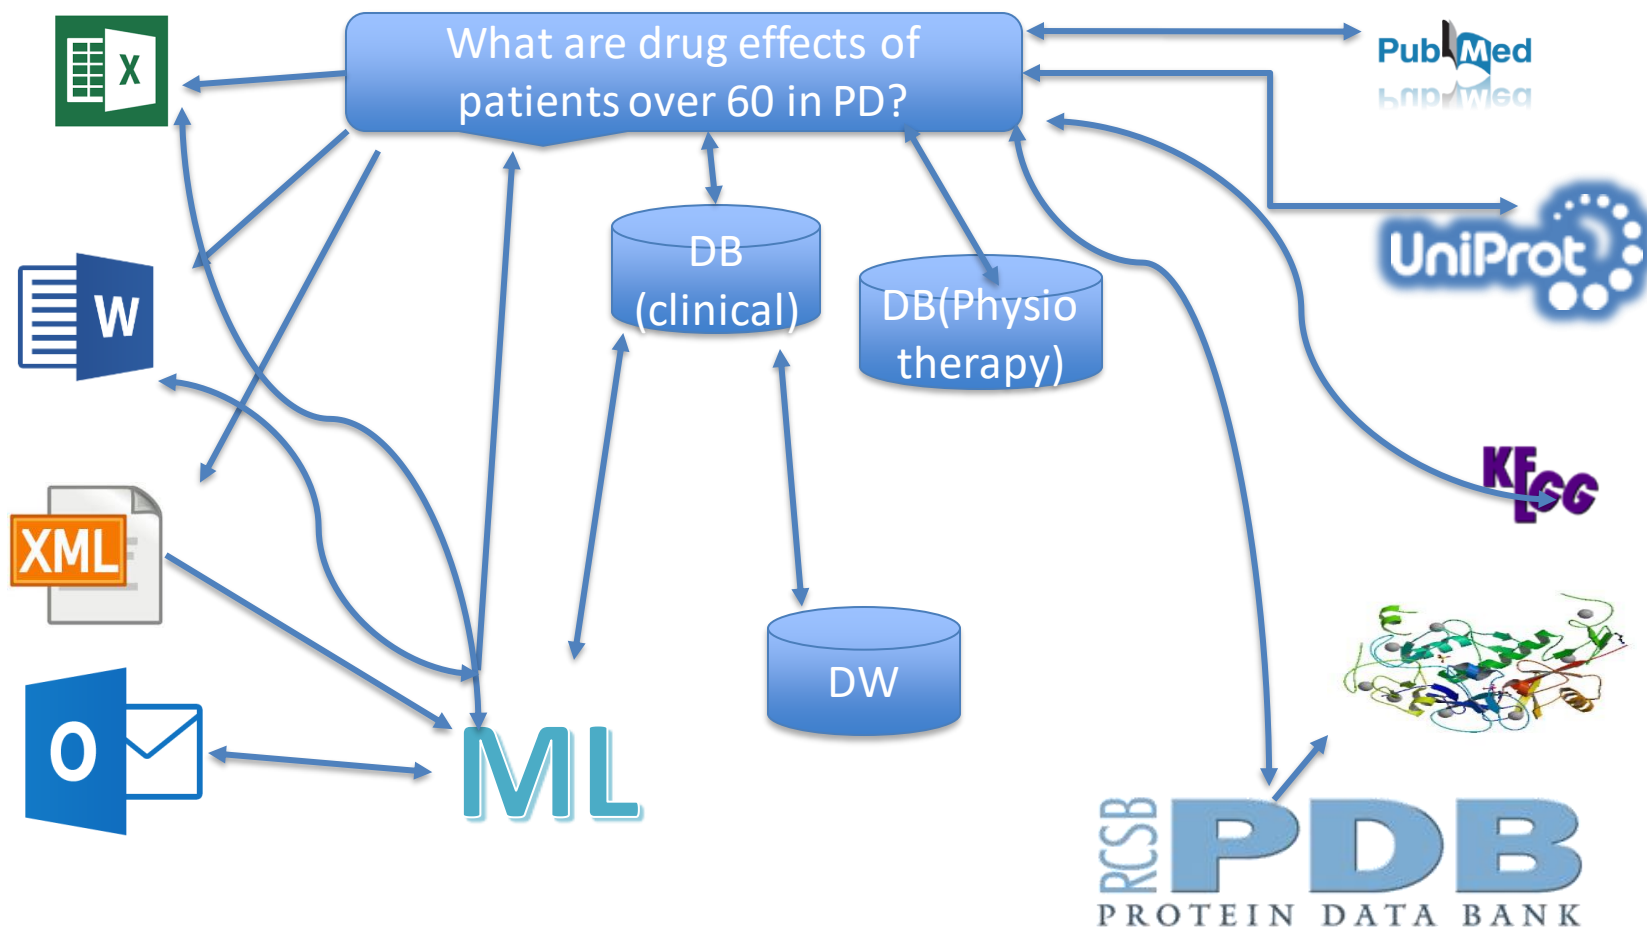 What are drug effects of
patients over 60 in PD?
X
PubMed
DB
(clinical)
UniProt
DB(Physio
therapy)
W
KEGG
XML
DW
O
ML
RCSB
PDB
PROTEIN DATA BANK